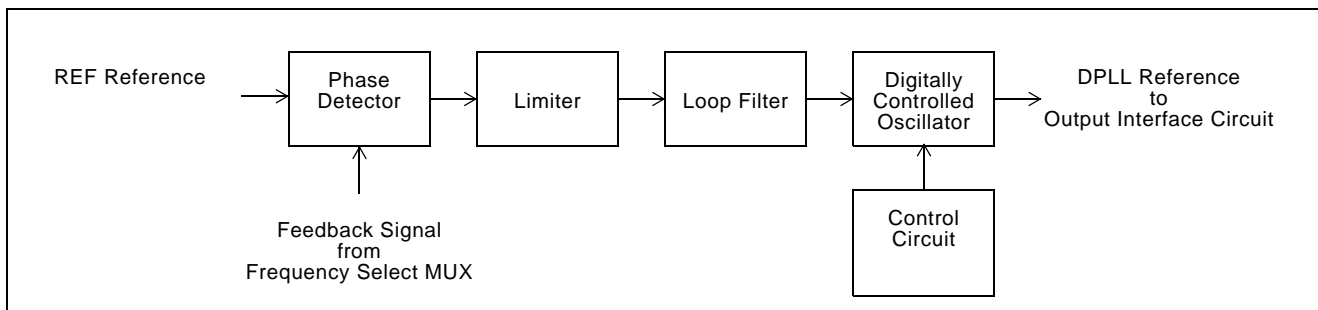 REF Reference
Phase
Detector
Limiter
Loop Filter
Digitally
Controlled
Oscillator
DPLL Reference
to
Output Interface Circuit
Feedback Signal
from
Frequency Select MUX
Control
Circuit